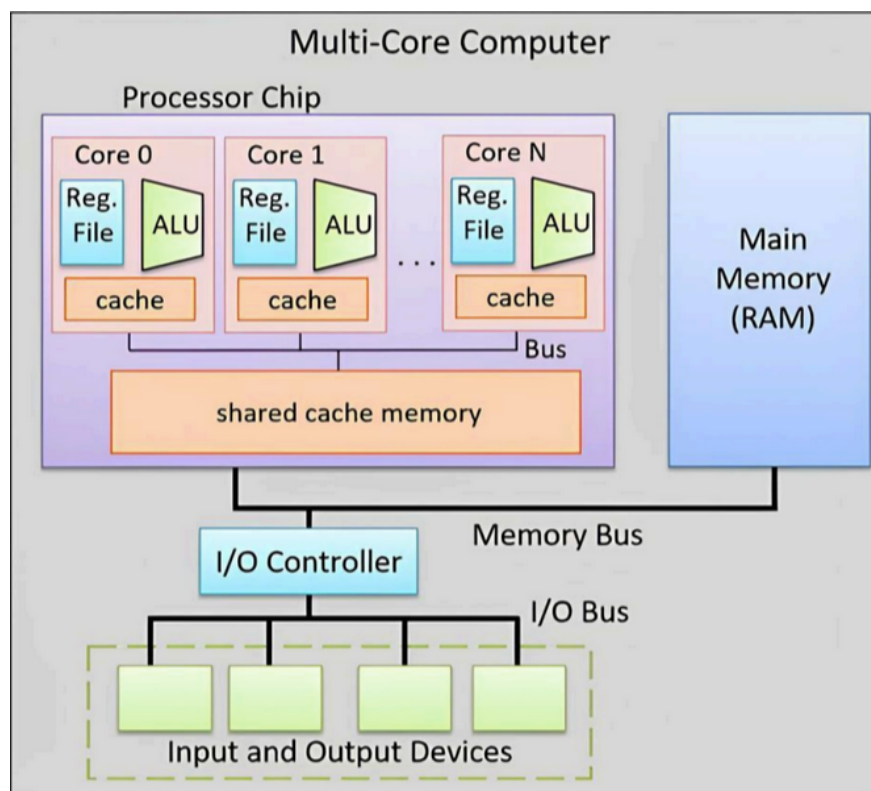 Multi-Core Computer
Processor Chip
Core 0
Reg.
File
ALU
cache
Core 1
Reg.
File
ALU
cache
. . .
Core N
Reg.
File
ALU
cache
Bus
shared cache memory
Main
Memory
(RAM)
Memory Bus
I/O Controller
I/O Bus
Input and Output Devices